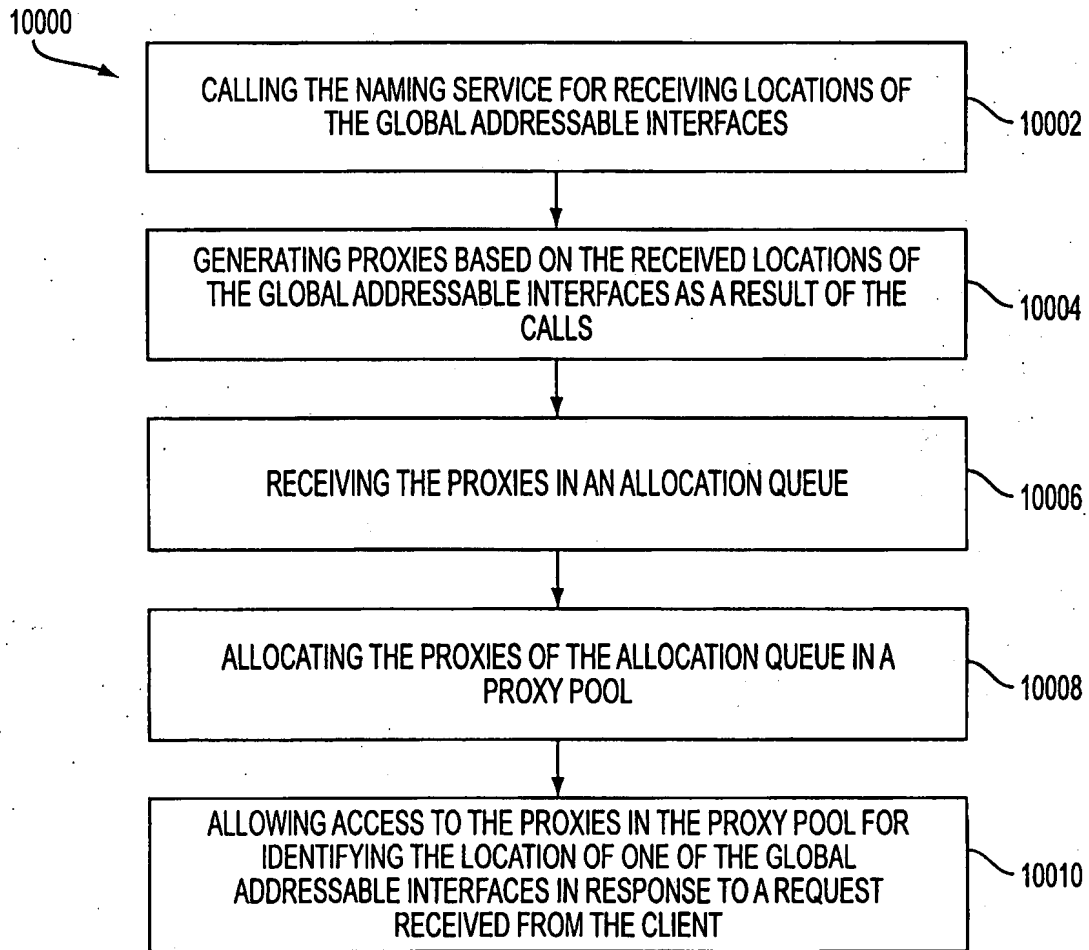 10000
CALLING THE NAMING SERVICE FOR RECEIVING LOCATIONS OF
THE GLOBAL ADDRESSABLE INTERFACES
10002
GENERATING PROXIES BASED ON THE RECEIVED LOCATIONS OF
THE GLOBAL ADDRESSABLE INTERFACES AS A RESULT OF THE
CALLS
10004
RECEIVING THE PROXIES IN AN ALLOCATION QUEUE
10006
ALLOCATING THE PROXIES OF THE ALLOCATION QUEUE IN A
PROXY POOL
10008
ALLOWING ACCESS TO THE PROXIES IN THE PROXY POOL FOR
IDENTIFYING THE LOCATION OF ONE OF THE GLOBAL
ADDRESSABLE INTERFACES IN RESPONSE TO A REQUEST
RECEIVED FROM THE CLIENT
10010